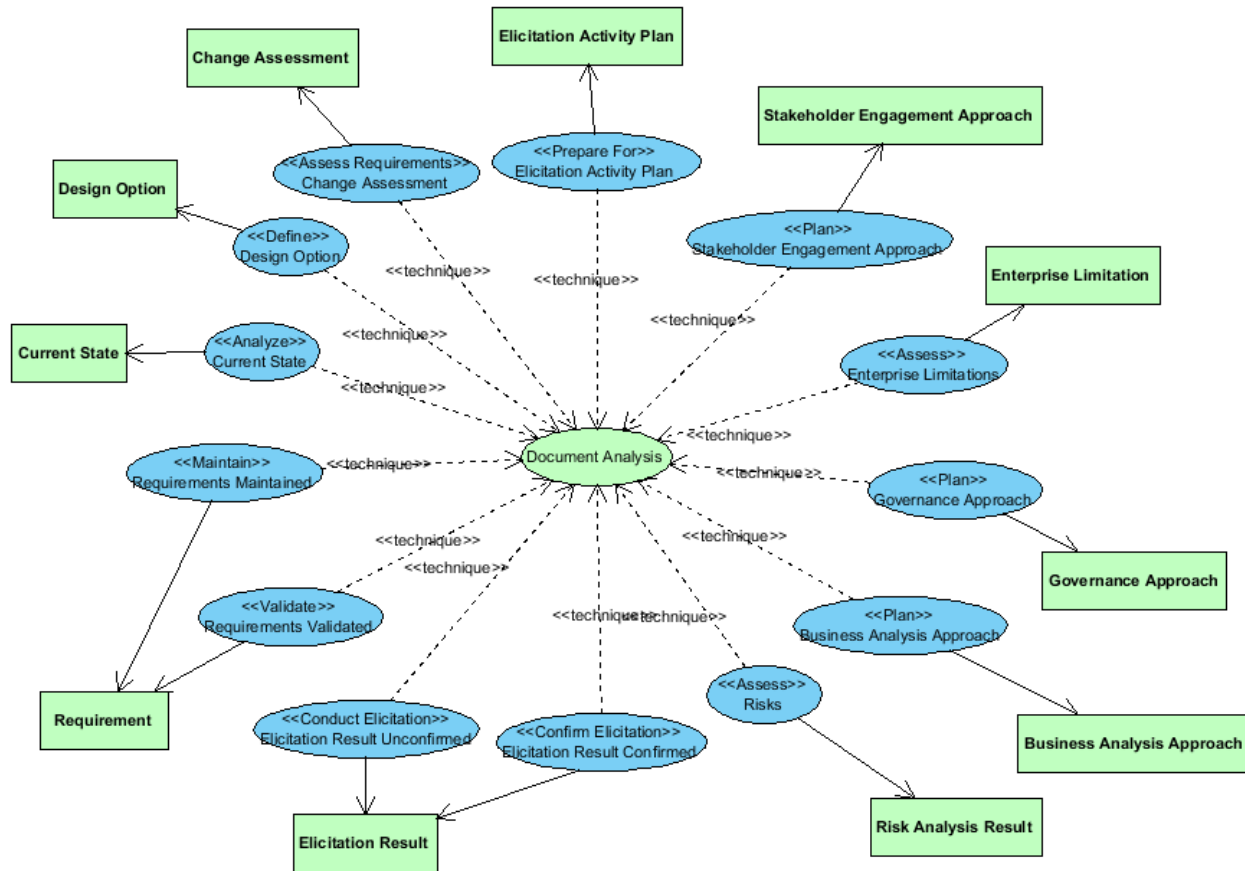 Elicitation Activity Plan
Change Assessment
Stakeholder Engagement Approach
<<Prepare For>>
Elicitation Activity Plan
<<Assess Requirements>>
Change Assessment
Design Option
<<Plan>>
Stakeholder Engagement Approach
<<Define>>
Design Option
<<technique>>
<<technique>>
Enterprise Limitation
<<technique>>
<<technique>>
Current State
<<Analyze>>
Current State
<<Assess>>
Enterprise Limitations
<<technique>>
<<technique>>
Document Analysis
<<Maintain>>
Requirements Maintained
<<technique>>
<<technique>>
<<Plan>>
Governance Approach
<<technique>>
<<technique>>
<<technique>>
Governance Approach
<<Validate>>
Requirements Validated
<<technique>>
<<technique>>
<<Plan>>
Business Analysis Approach
<<Assess>>
Risks
Requirement
<<Conduct Elicitation>>
Elicitation Result Unconfirmed
<<Confirm Elicitation>>
Elicitation Result Confirmed
Business Analysis Approach
Elicitation Result
Risk Analysis Result